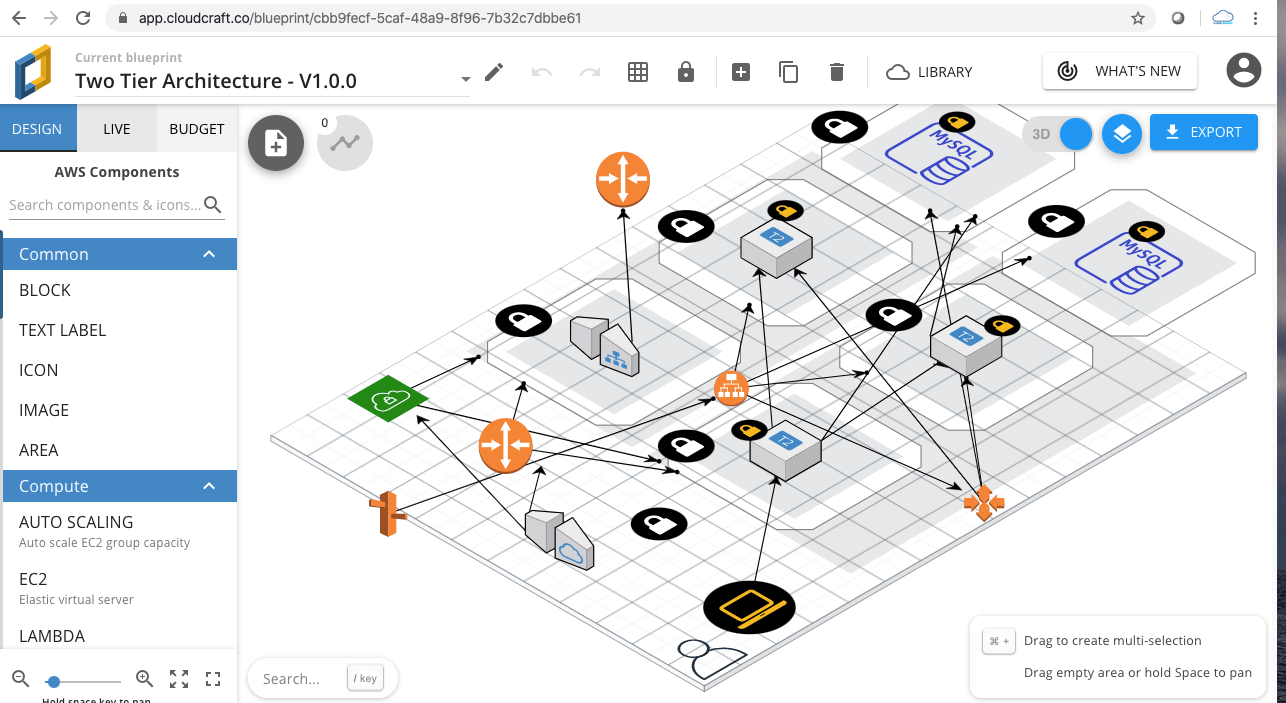 app.cloudcraft.co/blueprint/cbb9fecf-5caf-48a9-8f96-7b32c7dbbe61
Current blueprint
Two Tier Architecture - V1.0.0
LIBRARY
WHAT'S NEW
DESIGN
LIVE
BUDGET
0
3D
EXPORT
AWS Components
Search components & icons...
Common
BLOCK
TEXT LABEL
ICON
IMAGE
AREA
Compute
AUTO SCALING
Auto scale EC2 group capacity
EC2
Elastic virtual server
LAMBDA
Hold space key to pan
MySQL
MySQL
T2
T2
T2
Search...
/ key
⌘ +
Drag to create multi-selection
Drag empty area or hold Space to pan